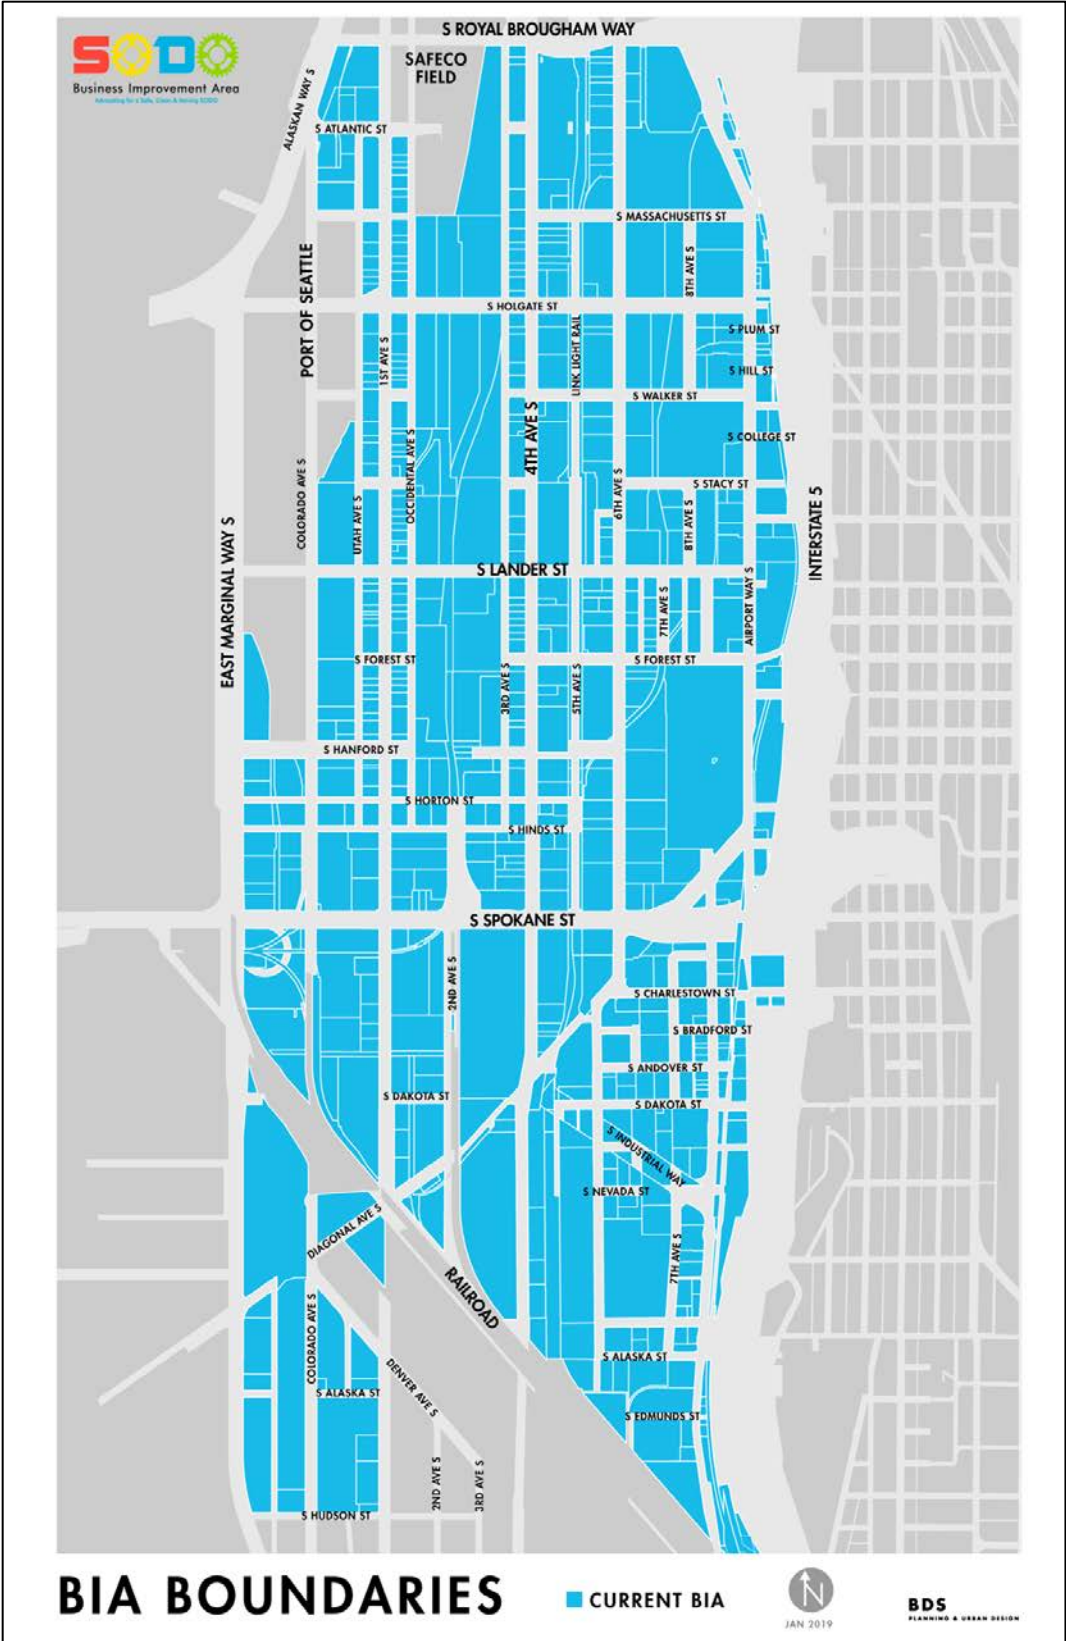 S ROYAL BROUGHAM WAY
SODO
Business Improvement Area
Advocating for a Safe, Clean & Moving SODO
SAFECO
FIELD
ALASKAN WAY S
S ATLANTIC ST
S MASSACHUSETTS ST
8TH AVE S
PORT OF SEATTLE
S HOLGATE ST
S PLUM ST
LINK LIGHT RAIL
1ST AVE S
S HILL ST
S WALKER ST
4TH AVE S
S COLLEGE ST
OCCIDENTAL AVE S
COLORADO AVE S
6TH AVE S
S STACY ST
UTAH AVE S
8TH AVE S
INTERSTATE 5
EAST MARGINAL WAY S
S LANDER ST
7TH AVE S
AIRPORT WAY S
S FOREST ST
S FOREST ST
3RD AVE S
5TH AVE S
S HANFORD ST
S HORTON ST
S HINDS ST
S SPOKANE ST
2ND AVE S
S CHARLESTOWN ST
S BRADFORD ST
S ANDOVER ST
S DAKOTA ST
S DAKOTA ST
S INDUSTRIAL WAY
S NEVADA ST
DIAGONAL AVE S
7TH AVE S
RAILROAD
COLORADO AVE S
S ALASKA ST
DENVER AVE S
S ALASKA ST
S EDMUNDS ST
2ND AVE S
3RD AVE S
S HUDSON ST
BIA BOUNDARIES
CURRENT BIA
N
JAN 2019
BDS
PLANNING & URBAN DESIGN